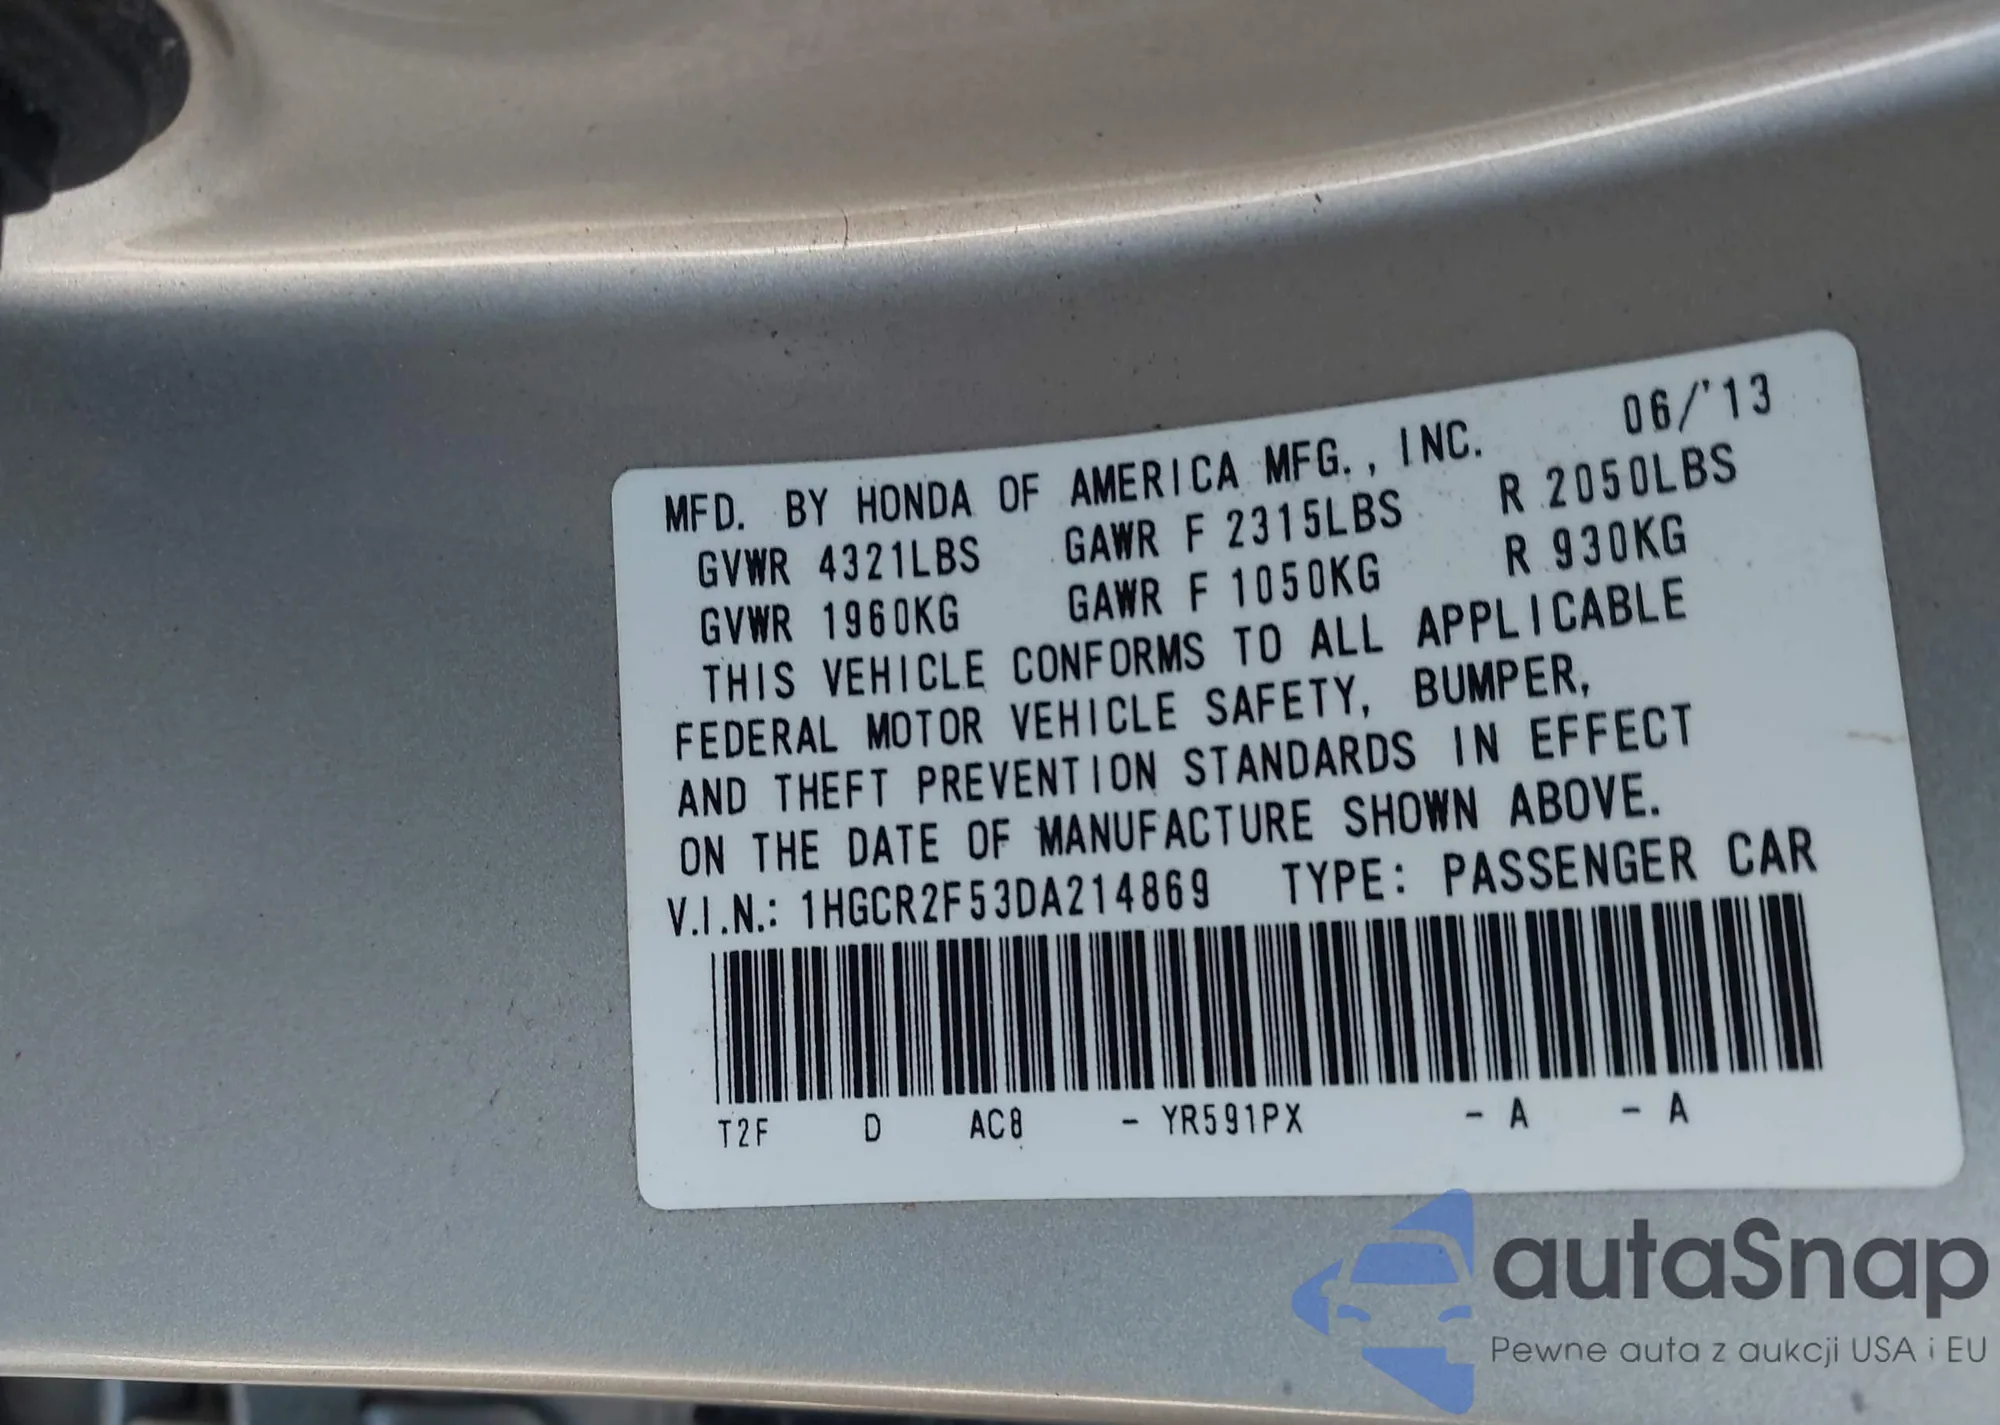 MFD. BY HONDA OF AMERICA MFG., INC. 06/'13
GVWR 4321LBS GAWR F 2315LBS R 2050LBS
GVWR 1960KG GAWR F 1050KG R 930KG
THIS VEHICLE CONFORMS TO ALL APPLICABLE
FEDERAL MOTOR VEHICLE SAFETY, BUMPER,
AND THEFT PREVENTION STANDARDS IN EFFECT
ON THE DATE OF MANUFACTURE SHOWN ABOVE.
V.I.N.: 1HGCR2F53DA214869 TYPE: PASSENGER CAR
T2F D AC8 - YR591PX - A - A
autaSnap
Pewne auta z aukcji USA i EU